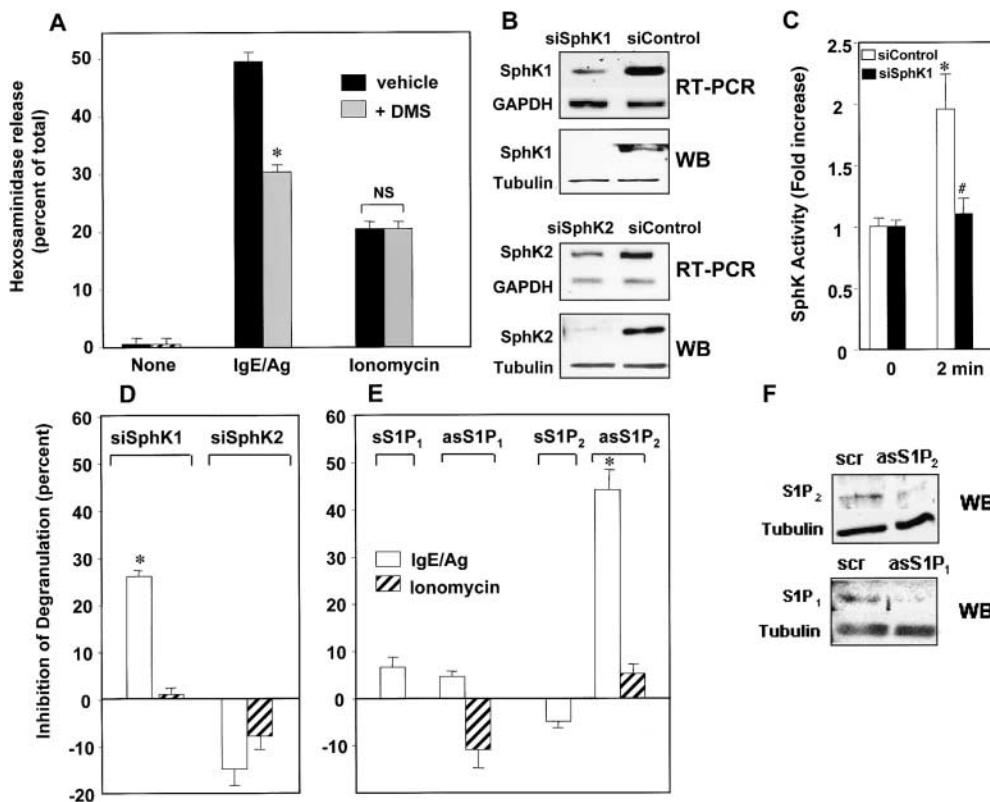 A
Hexosaminidase release
(percent of total)
50
40
30
20
10
0
vehicle
+ DMS
*
NS
None IgE/Ag Ionomycin
B
siSphK1 siControl
SphK1
GAPDH
RT-PCR
SphK1
Tubulin
WB
siSphK2 siControl
SphK2
GAPDH
RT-PCR
SphK2
Tubulin
WB
C
SphK Activity (Fold increase)
2.5
2
1.5
1
0.5
0
siControl
siSphK1
*
#
0 2 min
D
Inhibition of Degranulation (percent)
60
50
40
30
20
10
0
-10
-20
siSphK1 siSphK2
*
E
60
50
40
30
20
10
0
-10
sS1P₁ asS1P₁ sS1P₂ asS1P₂
*
IgE/Ag
Ionomycin
F
scr asS1P₂
S1P₂
Tubulin
WB
scr asS1P₁
S1P₁
Tubulin
WB